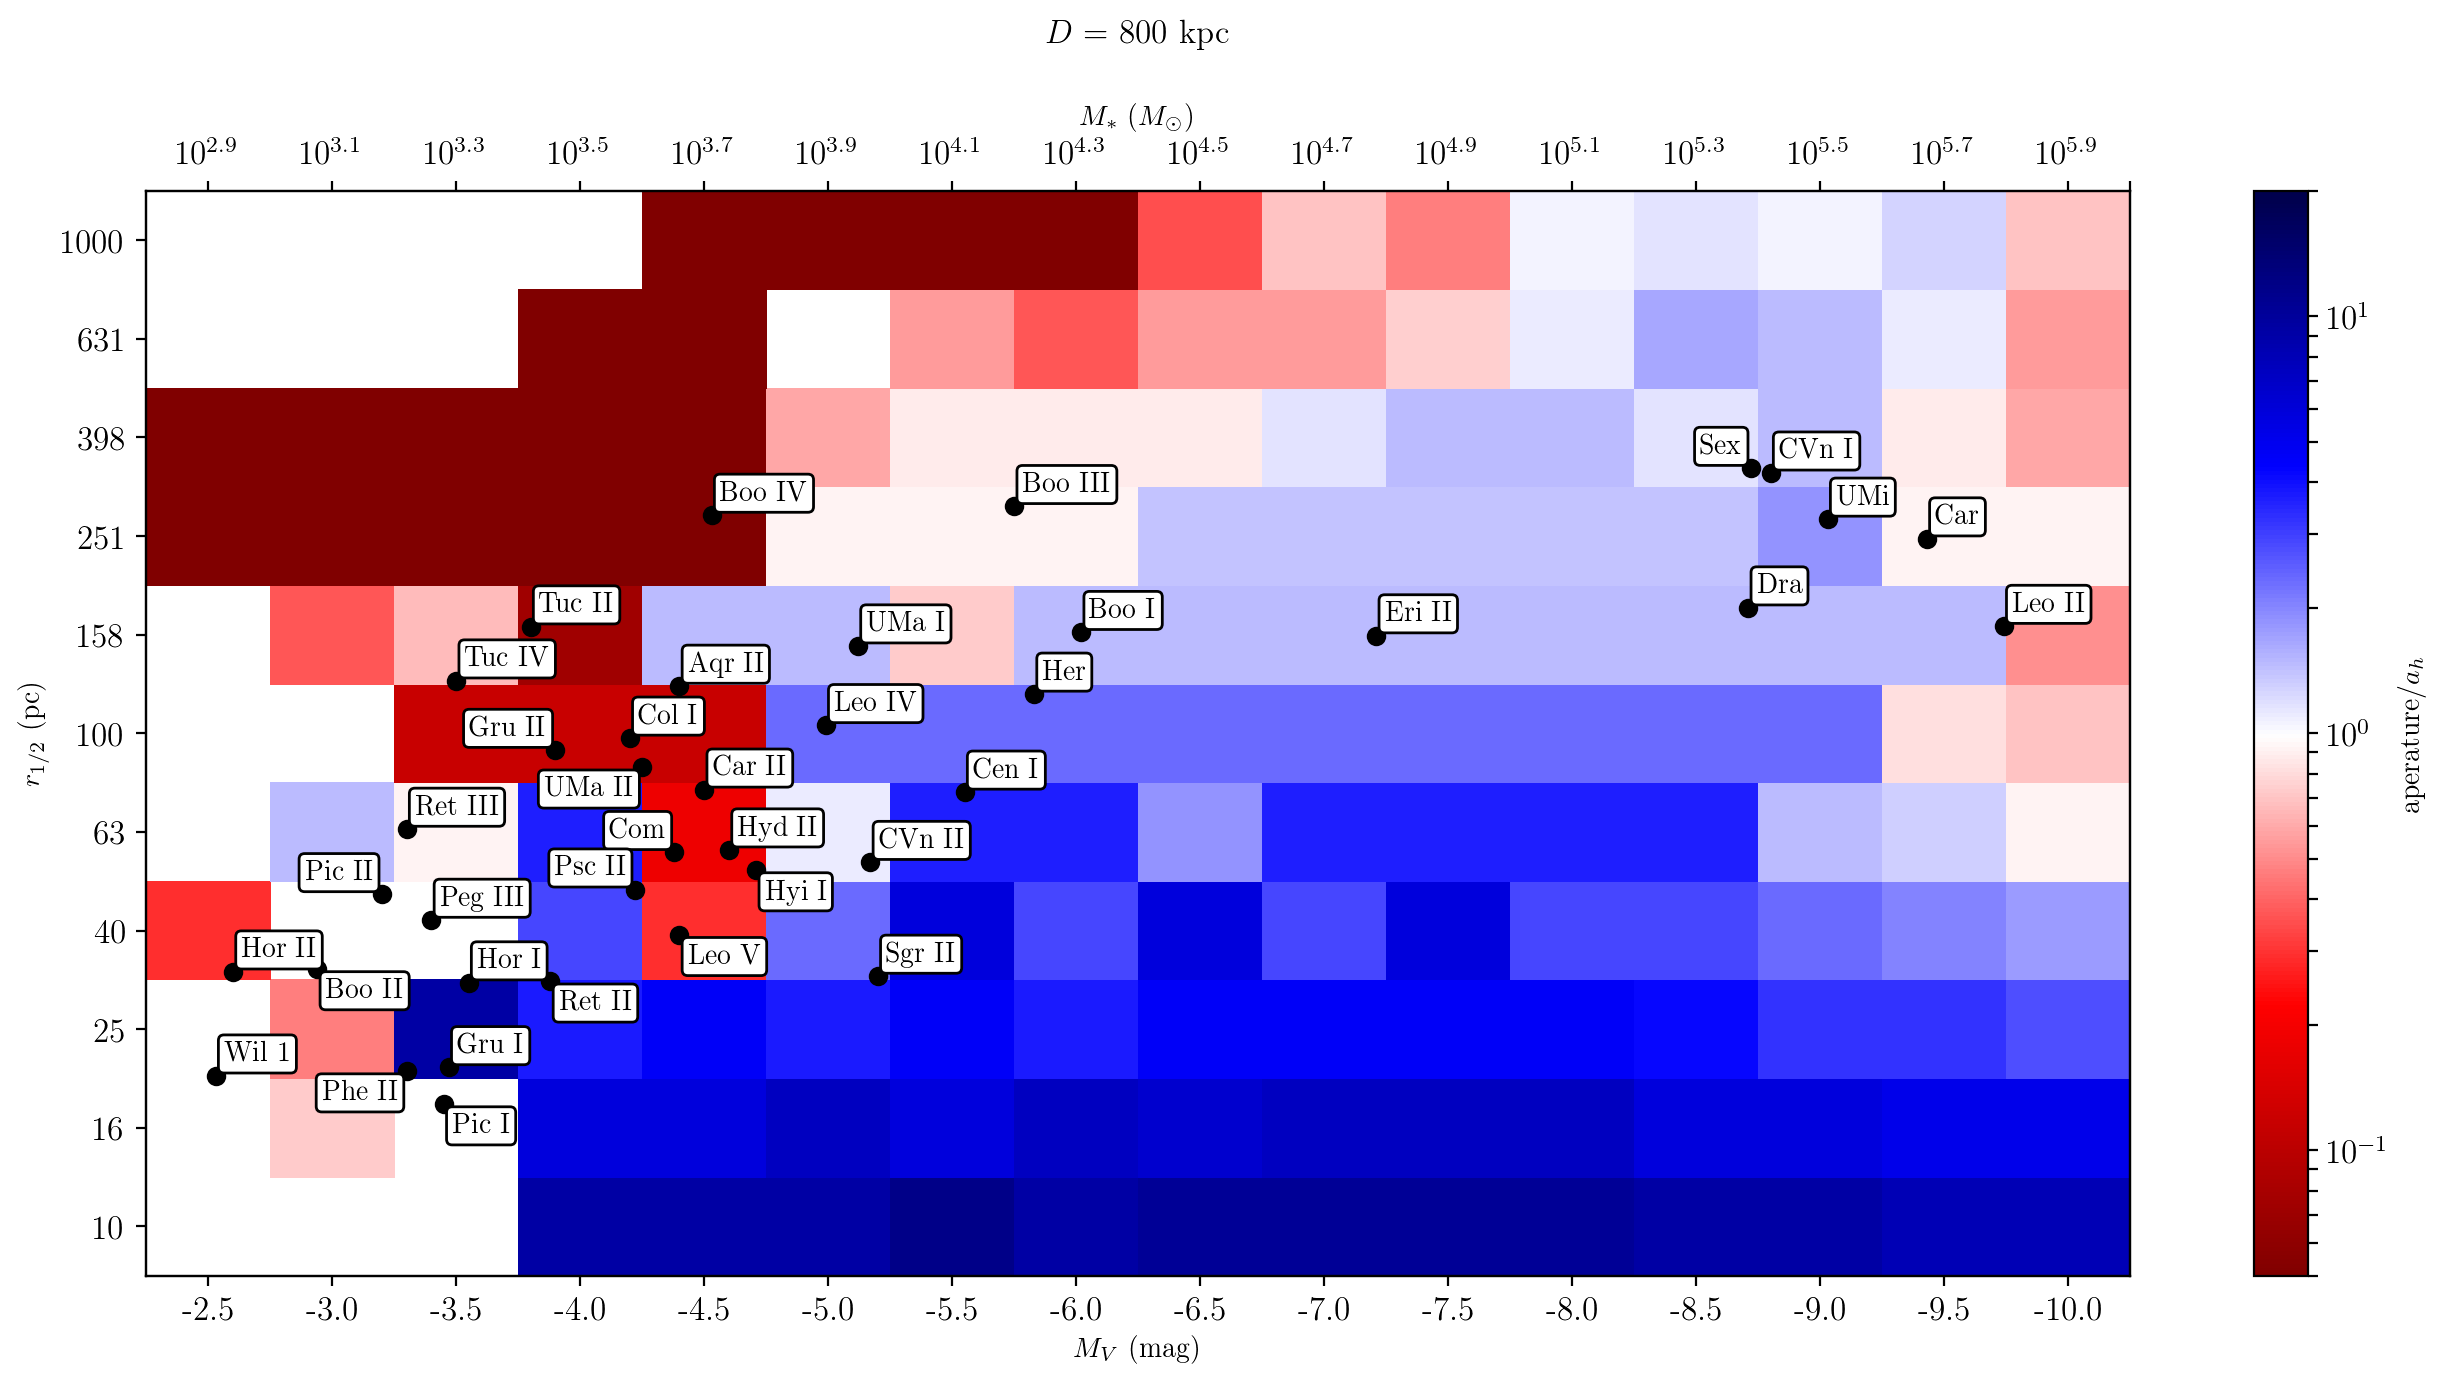 D = 800 kpc
M* (M⊙)
10^2.9 10^3.1 10^3.3 10^3.5 10^3.7 10^3.9 10^4.1 10^4.3 10^4.5 10^4.7 10^4.9 10^5.1 10^5.3 10^5.5 10^5.7 10^5.9
1000
631
398
251
158
100
63
40
25
16
10
r1/2 (pc)
Sex
CVn I
Boo IV
Boo III
UMi
Car
Dra
Tuc II
UMa I
Boo I
Eri II
Leo II
Tuc IV
Aqr II
Her
Leo IV
Gru II
Col I
UMa II
Car II
Cen I
Ret III
Com
Hyd II
CVn II
Pic II
Psc II
Peg III
Hyi I
Hor II
Hor I
Leo V
Sgr II
Boo II
Ret II
Wil 1
Gru I
Phe II
Pic I
-2.5 -3.0 -3.5 -4.0 -4.5 -5.0 -5.5 -6.0 -6.5 -7.0 -7.5 -8.0 -8.5 -9.0 -9.5 -10.0
MV (mag)
10^1
10^0
10^−1
aperature/ah